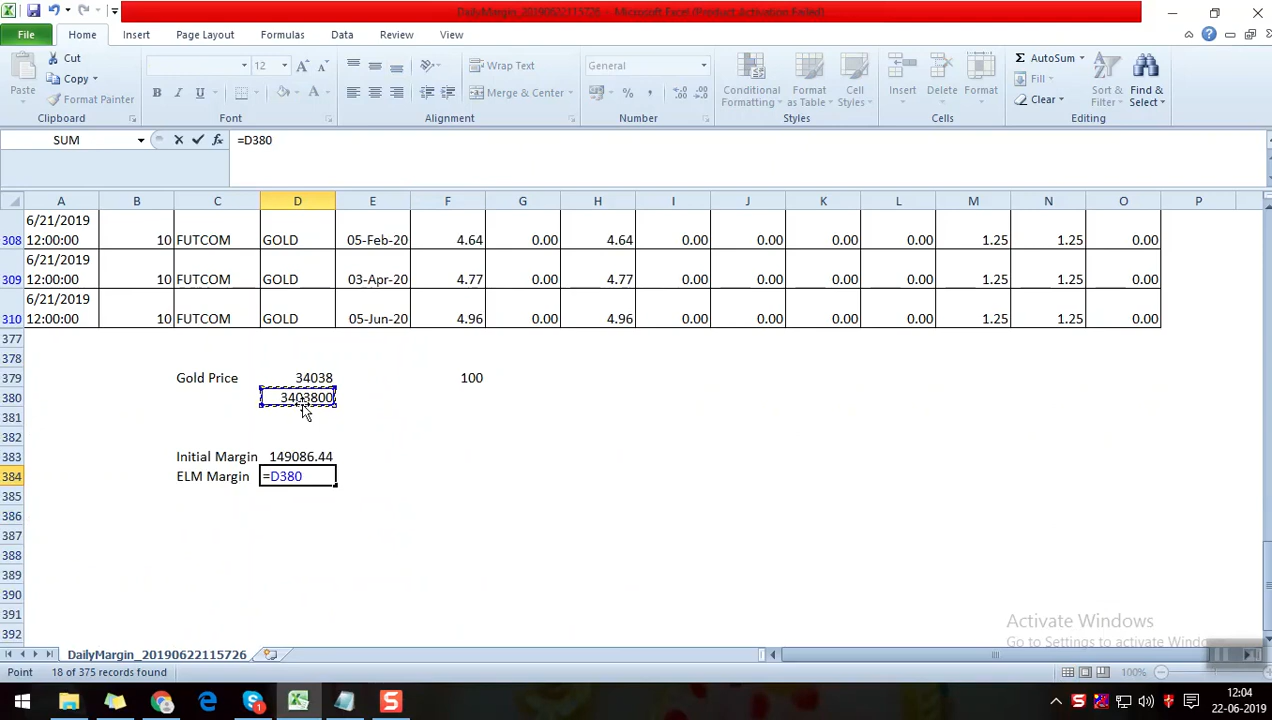 DailyMargin_20190622115726 - Microsoft Excel (Product Activation Failed)
File Home Insert Page Layout Formulas Data Review View
Paste
Cut
Copy
Format Painter
Clipboard
12
Font
Wrap Text
Merge & Center
Alignment
General
Number
Conditional Formatting
Format as Table
Cell Styles
Styles
Insert
Delete
Format
Cells
AutoSum
Fill
Clear
Sort & Filter
Find & Select
Editing
SUM =D380
A B C D E F G H I J K L M N O P
308 6/21/2019 12:00:00 10 FUTCOM GOLD 05-Feb-20 4.64 0.00 4.64 0.00 0.00 0.00 0.00 1.25 1.25 0.00
309 6/21/2019 12:00:00 10 FUTCOM GOLD 03-Apr-20 4.77 0.00 4.77 0.00 0.00 0.00 0.00 1.25 1.25 0.00
310 6/21/2019 12:00:00 10 FUTCOM GOLD 05-Jun-20 4.96 0.00 4.96 0.00 0.00 0.00 0.00 1.25 1.25 0.00
377
378
379 Gold Price 34038 100
380 3403800
381
382
383 Initial Margin 149086.44
384 ELM Margin =D380
385
386
387
388
389
390
391
392
Activate Windows
Go to Settings to activate Windows
DailyMargin_20190622115726
Point 18 of 375 records found 100%
12:04
22-06-2019